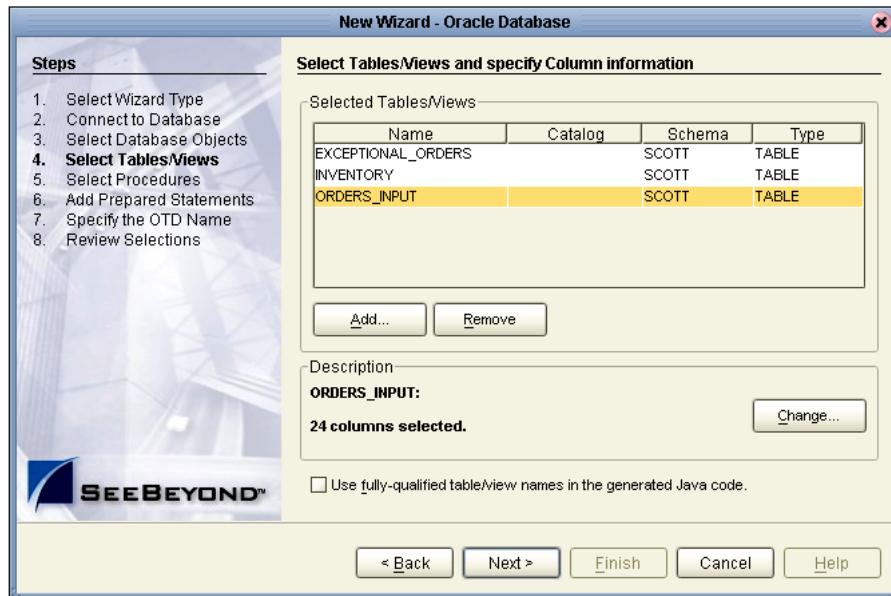 New Wizard - Oracle Database
Steps
1. Select Wizard Type
2. Connect to Database
3. Select Database Objects
4. Select Tables/Views
5. Select Procedures
6. Add Prepared Statements
7. Specify the OTD Name
8. Review Selections
SEEBEYOND™
Select Tables/Views and specify Column information
Selected Tables/Views
Name Catalog Schema Type
EXCEPTIONAL_ORDERS SCOTT TABLE
INVENTORY SCOTT TABLE
ORDERS_INPUT SCOTT TABLE
Add... Remove
Description
ORDERS_INPUT:
24 columns selected.
Change...
Use fully-qualified table/view names in the generated Java code.
< Back Next > Finish Cancel Help